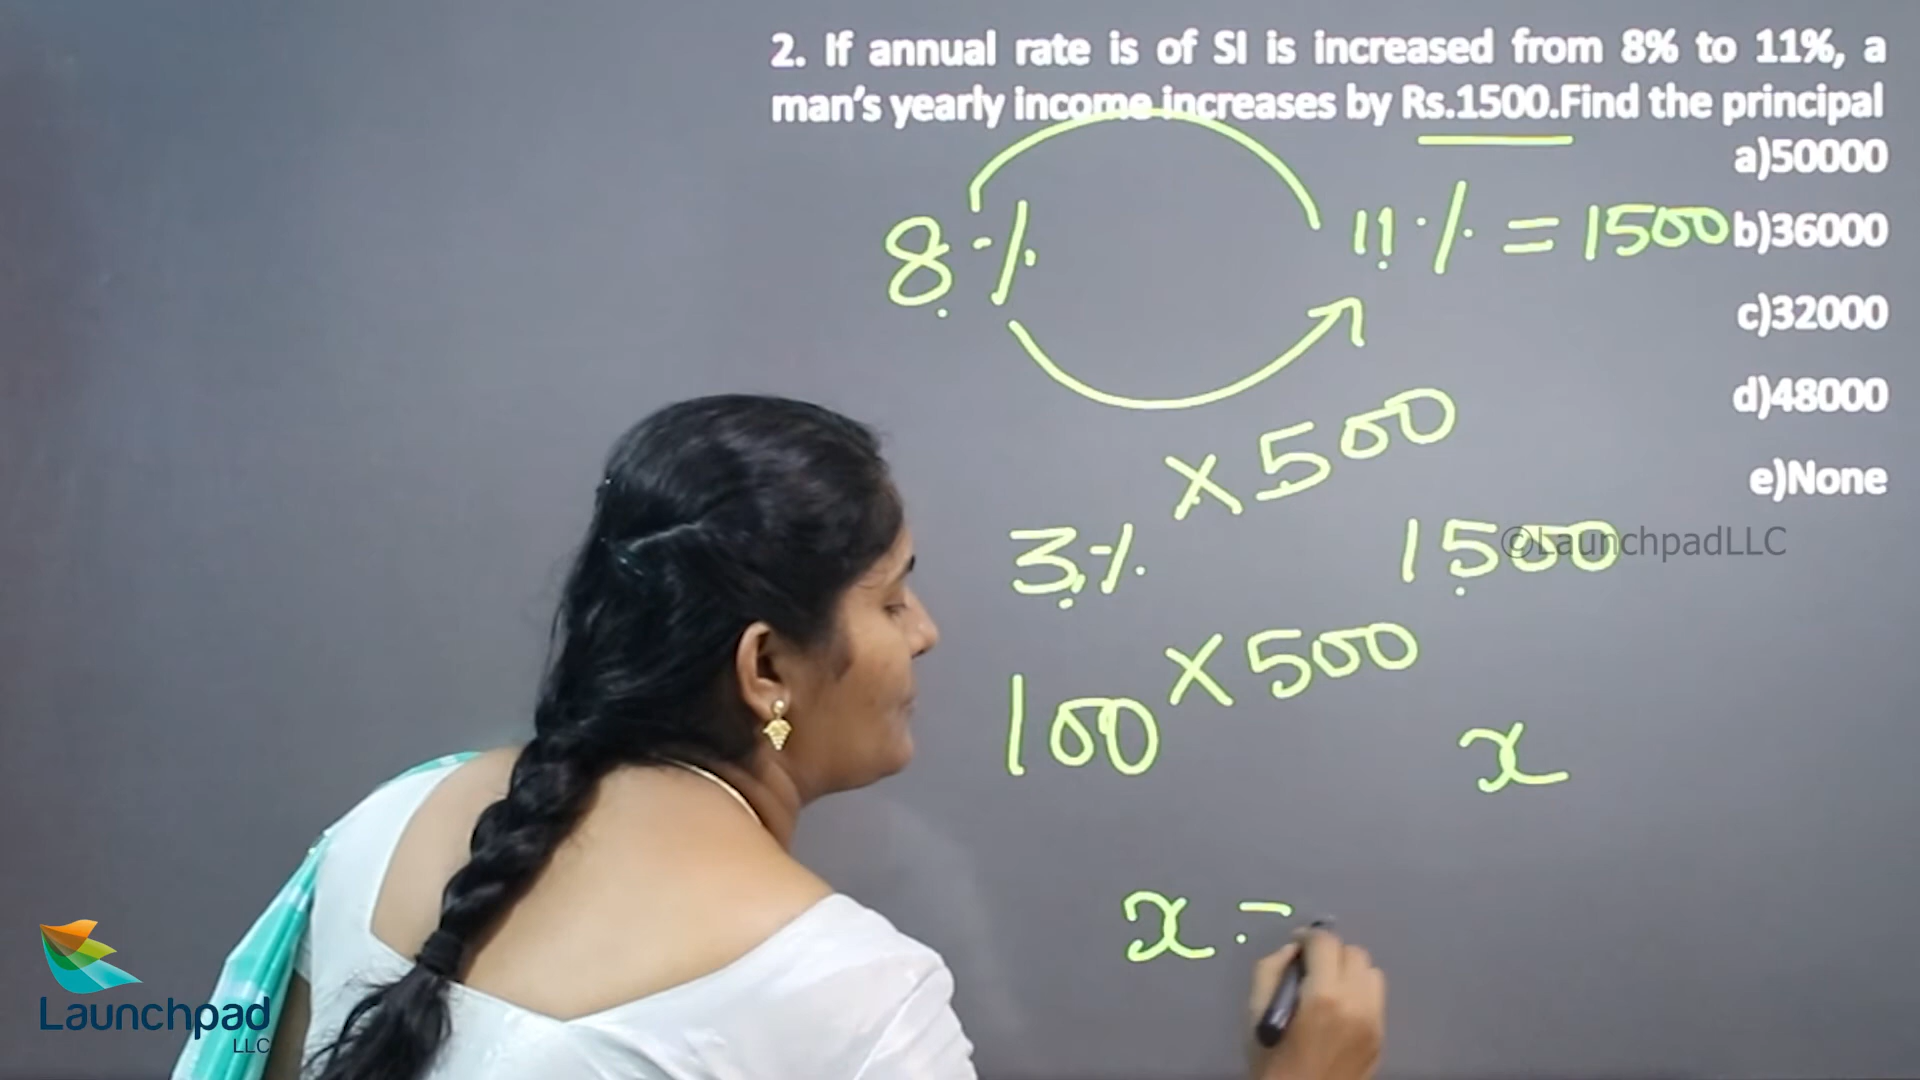 2. If annual rate is of SI is increased from 8% to 11%, a
man's yearly income increases by Rs.1500.Find the principal
a)50000
8% 11% = 1500
b)36000
c)32000
d)48000
×500
e)None
3% 1500
©LaunchpadLLC
×500
100 x
x =
Launchpad
LLC